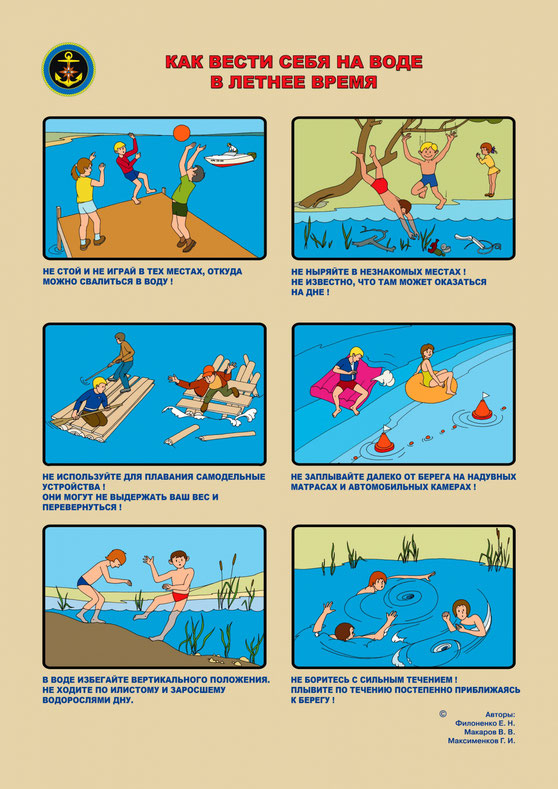 КАК ВЕСТИ СЕБЯ НА ВОДЕ
В ЛЕТНЕЕ ВРЕМЯ
НЕ СТОЙ И НЕ ИГРАЙ В ТЕХ МЕСТАХ, ОТКУДА
МОЖНО СВАЛИТЬСЯ В ВОДУ !
НЕ НЫРЯЙТЕ В НЕЗНАКОМЫХ МЕСТАХ !
НЕ ИЗВЕСТНО, ЧТО ТАМ МОЖЕТ ОКАЗАТЬСЯ
НА ДНЕ !
НЕ ИСПОЛЬЗУЙТЕ ДЛЯ ПЛАВАНИЯ САМОДЕЛЬНЫЕ
УСТРОЙСТВА !
ОНИ МОГУТ НЕ ВЫДЕРЖАТЬ ВАШ ВЕС И
ПЕРЕВЕРНУТЬСЯ !
НЕ ЗАПЛЫВАЙТЕ ДАЛЕКО ОТ БЕРЕГА НА НАДУВНЫХ
МАТРАСАХ И АВТОМОБИЛЬНЫХ КАМЕРАХ !
В ВОДЕ ИЗБЕГАЙТЕ ВЕРТИКАЛЬНОГО ПОЛОЖЕНИЯ.
НЕ ХОДИТЕ ПО ИЛИСТОМУ И ЗАРОСШЕМУ
ВОДОРОСЛЯМИ ДНУ.
НЕ БОРИТЕСЬ С СИЛЬНЫМ ТЕЧЕНИЕМ !
ПЛЫВИТЕ ПО ТЕЧЕНИЮ ПОСТЕПЕННО ПРИБЛИЖАЯСЬ
К БЕРЕГУ !
© Авторы:
Филоненко Е. Н.
Махаров В. В.
Максименков Г. И.